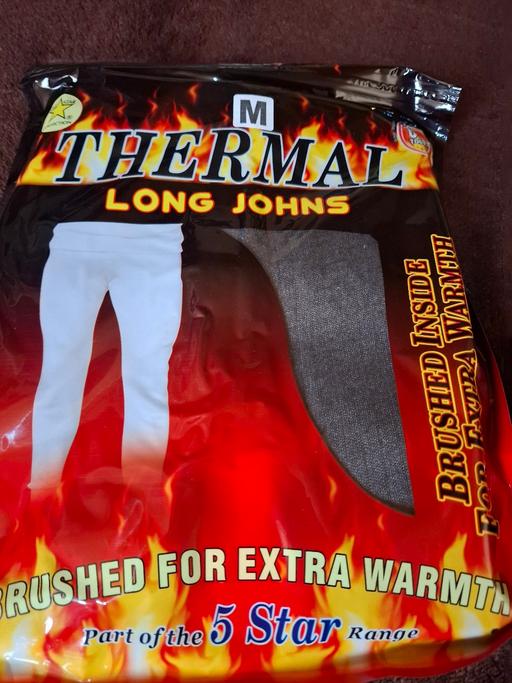 M
THERMAL
LONG JOHNS
BRUSHED INSIDE
FOR EXTRA WARMTH
BRUSHED FOR EXTRA WARMTH
Part of the 5 Star Range